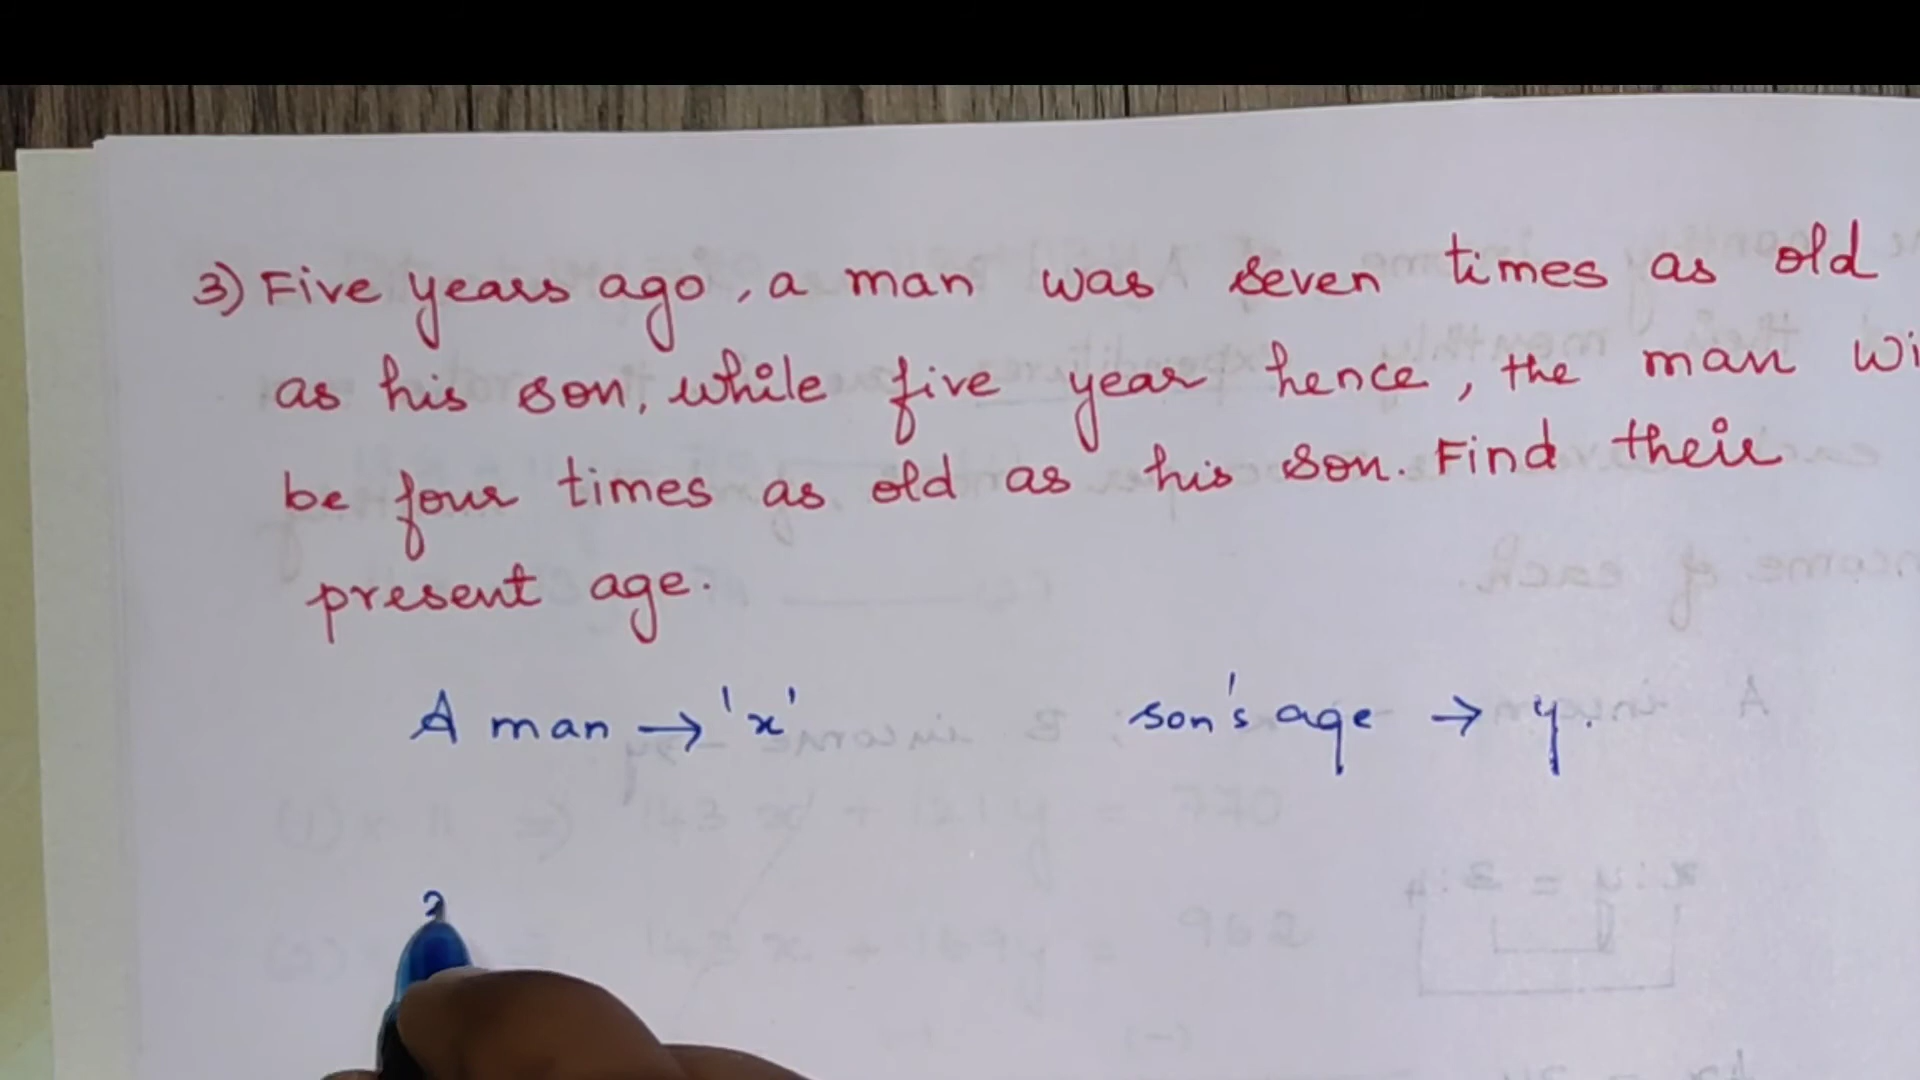 3) Five years ago, a man was seven times as old
as his son, while five year hence, the man wi
be four times as old as his son. Find their
present age.
A man → 'x' son's age → y.